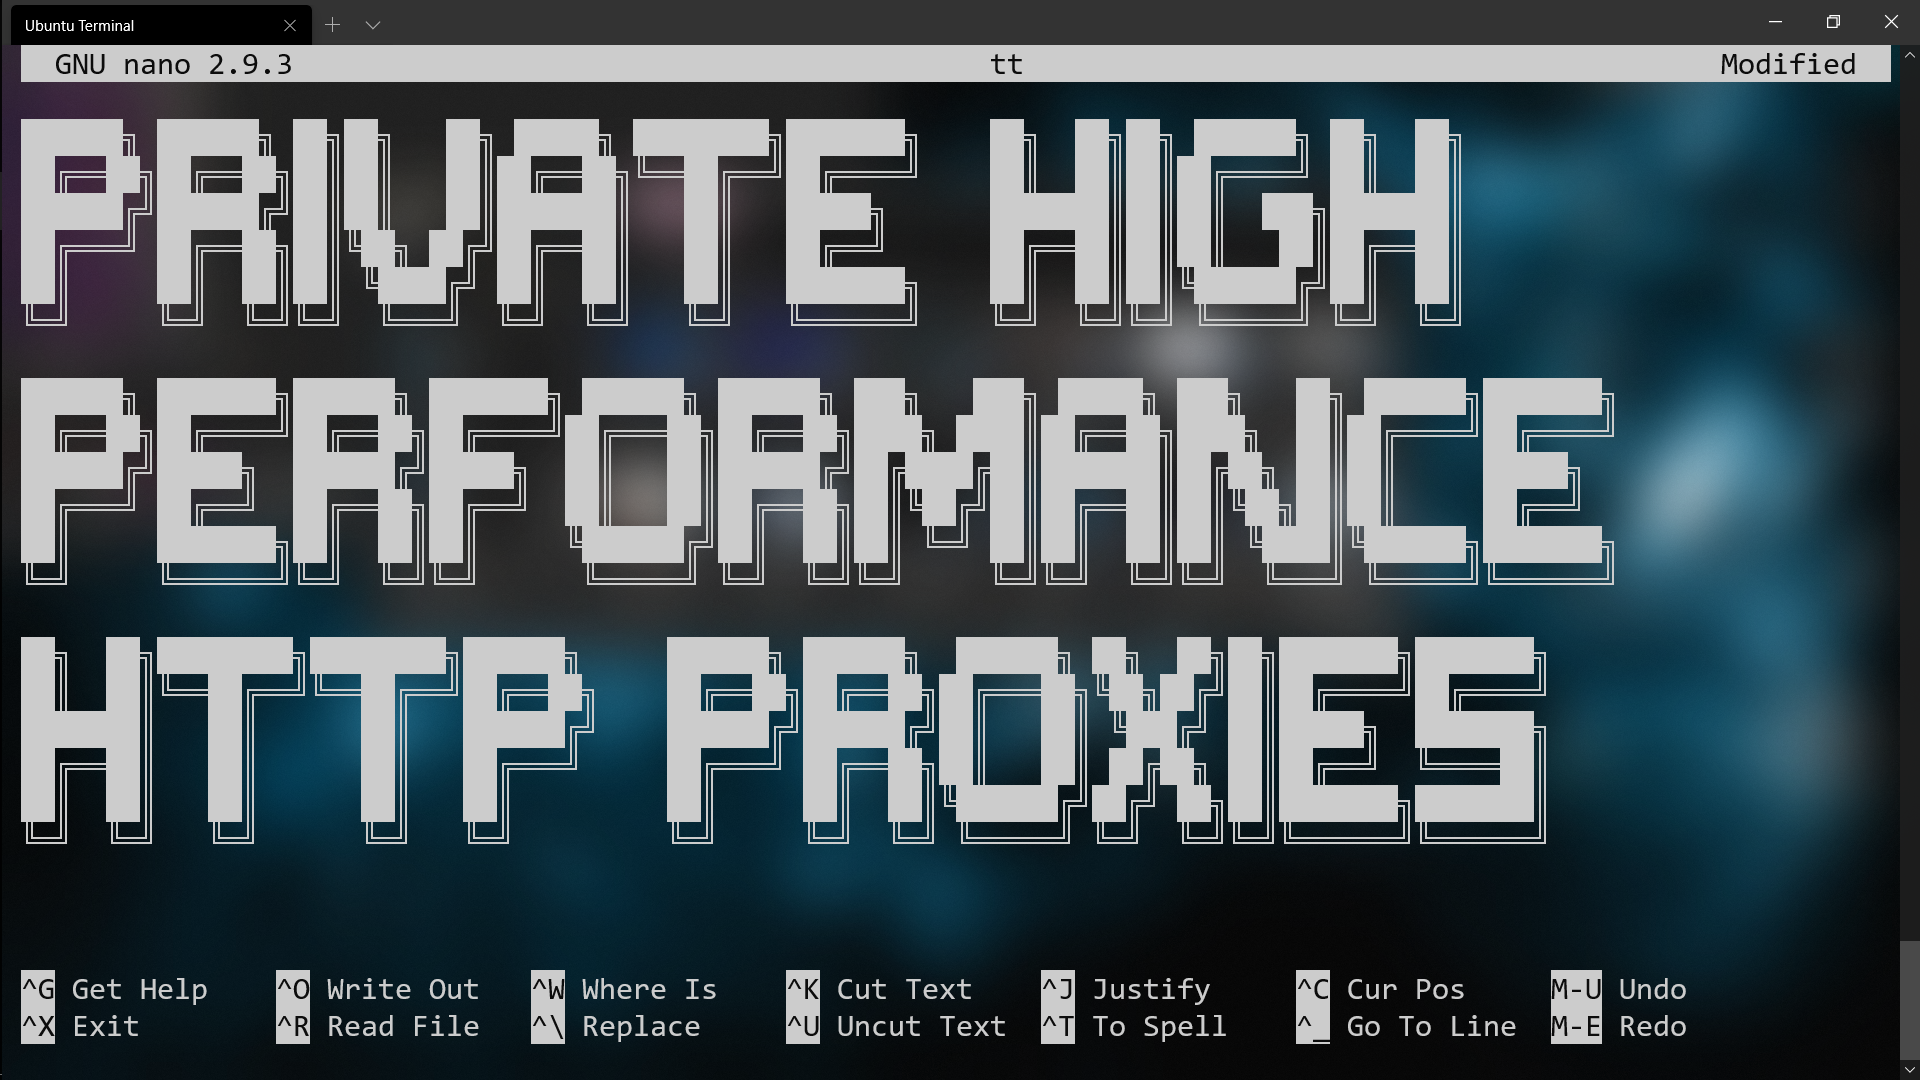 Ubuntu Terminal
GNU nano 2.9.3 tt Modified
PRIVATE HIGH
PERFORMANCE
HTTP PROXIES
^G Get Help ^O Write Out ^W Where Is ^K Cut Text ^J Justify ^C Cur Pos M-U Undo
^X Exit ^R Read File ^\ Replace ^U Uncut Text ^T To Spell ^_ Go To Line M-E Redo